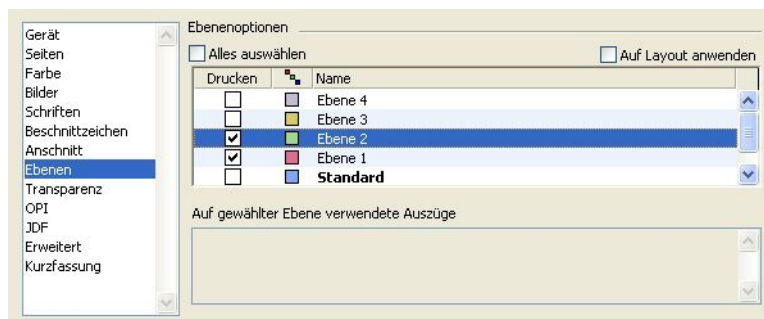 Gerät
Seiten
Farbe
Bilder
Schriften
Beschnittzeichen
Anschnitt
Ebenen
Transparenz
OPI
JDF
Erweitert
Kurzfassung
Ebenenoptionen
Alles auswählen
Auf Layout anwenden
Drucken Name
Ebene 4
Ebene 3
Ebene 2
Ebene 1
Standard
Auf gewählter Ebene verwendete Auszüge